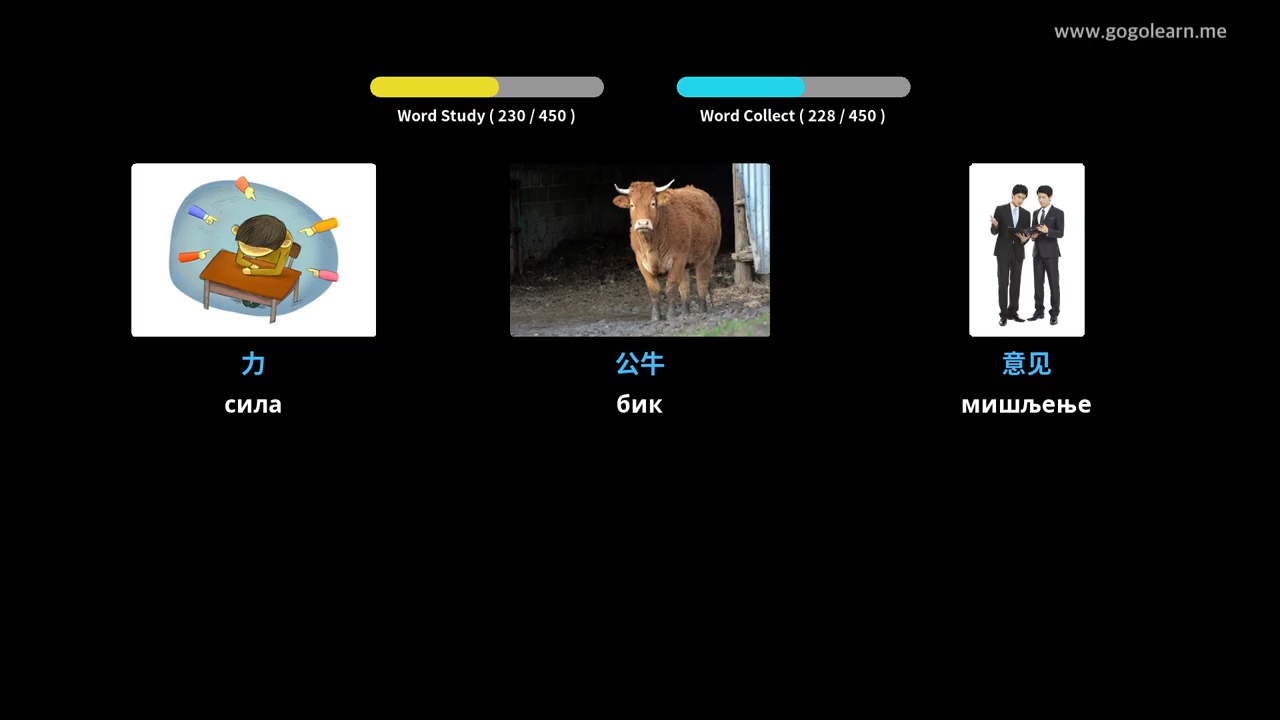 www.gogolearn.me
Word Study ( 230 / 450 )
Word Collect ( 228 / 450 )
力
公牛
意见
сила
бик
мишљење